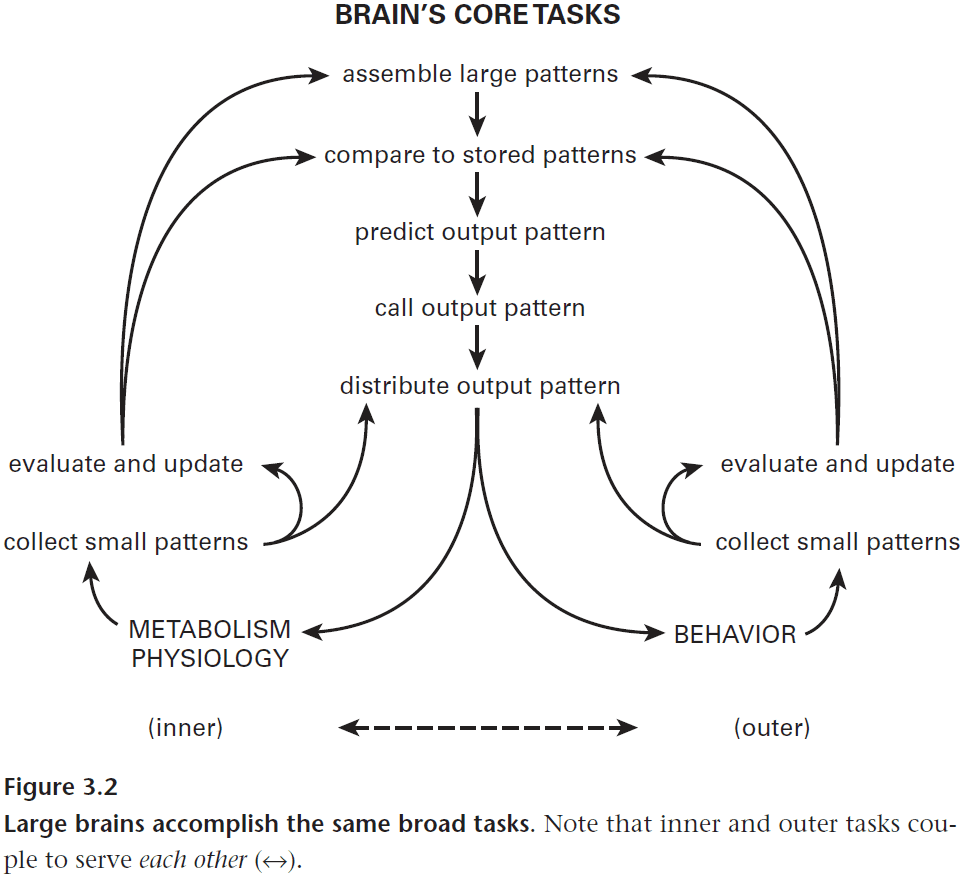 BRAIN’S CORE TASKS
assemble large patterns
compare to stored patterns
predict output pattern
call output pattern
distribute output pattern
evaluate and update
evaluate and update
collect small patterns
collect small patterns
METABOLISM
PHYSIOLOGY
BEHAVIOR
(inner)
(outer)
Figure 3.2
Large brains accomplish the same broad tasks. Note that inner and outer tasks cou-
ple to serve each other (↔).